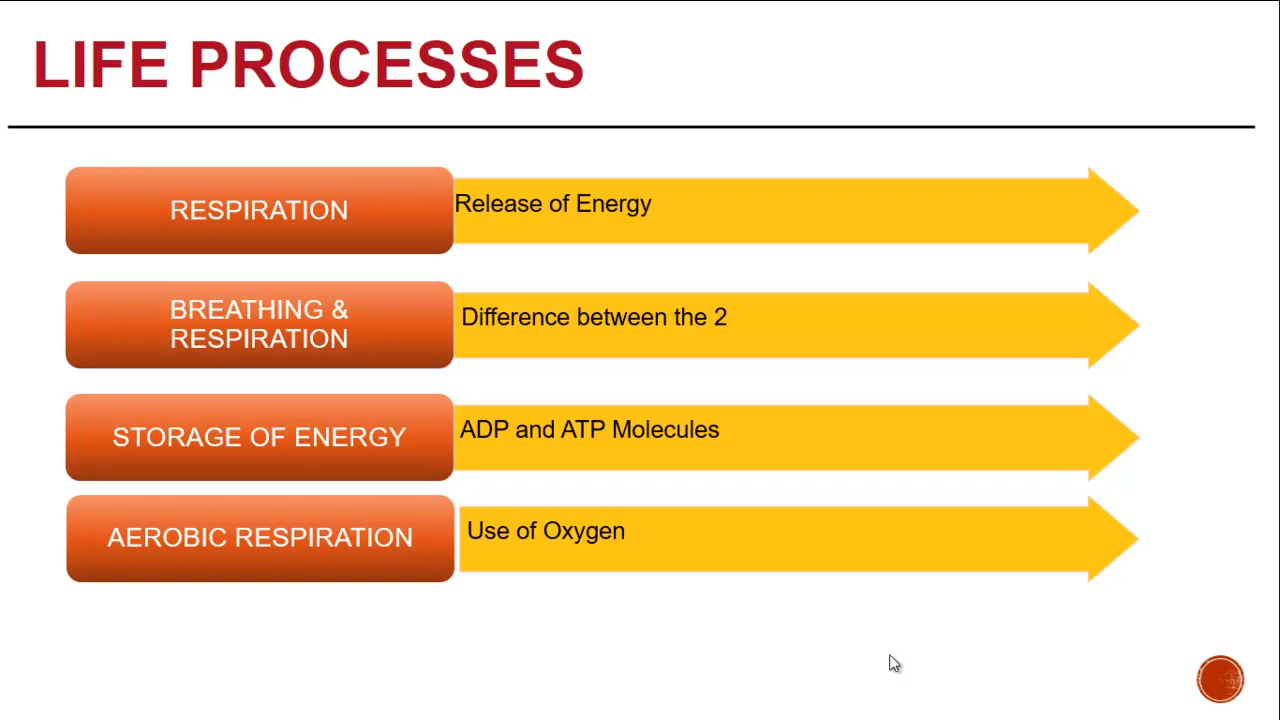 LIFE PROCESSES
RESPIRATION
Release of Energy
BREATHING &
RESPIRATION
Difference between the 2
STORAGE OF ENERGY
ADP and ATP Molecules
AEROBIC RESPIRATION
Use of Oxygen